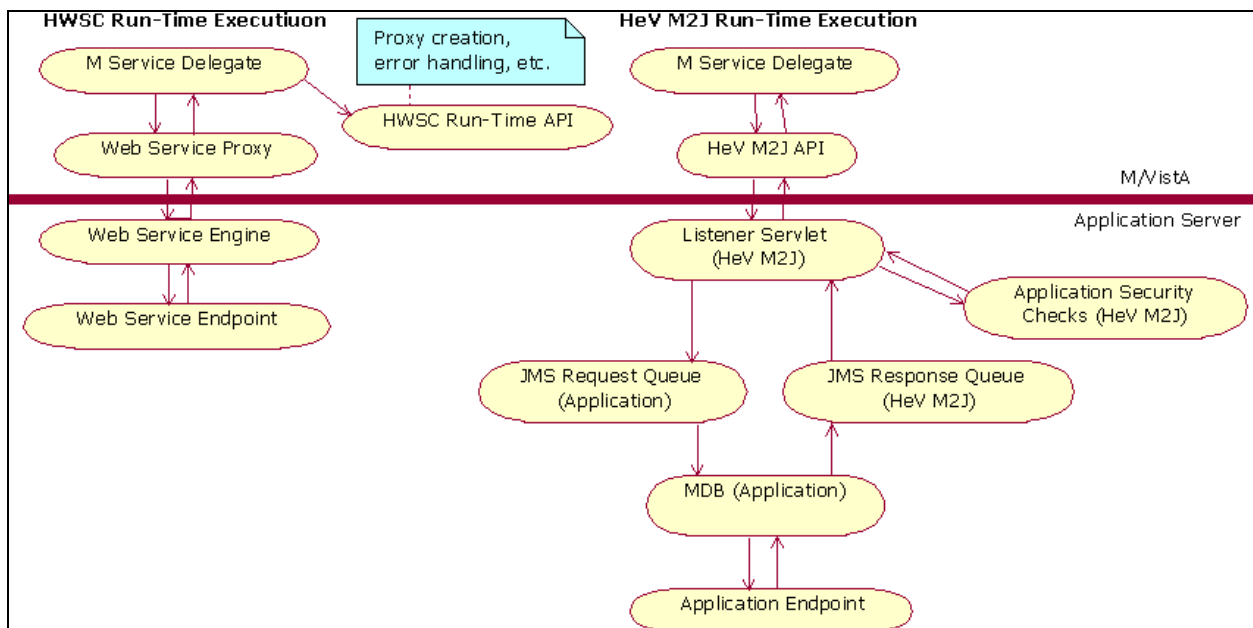 HWSC Run-Time Executiuon
M Service Delegate
Proxy creation,
error handling, etc.
HWSC Run-Time API
Web Service Proxy
Web Service Engine
Web Service Endpoint
HeV M2J Run-Time Execution
M Service Delegate
HeV M2J API
M/VistA
Application Server
Listener Servlet
(HeV M2J)
Application Security
Checks (HeV M2J)
JMS Request Queue
(Application)
JMS Response Queue
(HeV M2J)
MDB (Application)
Application Endpoint